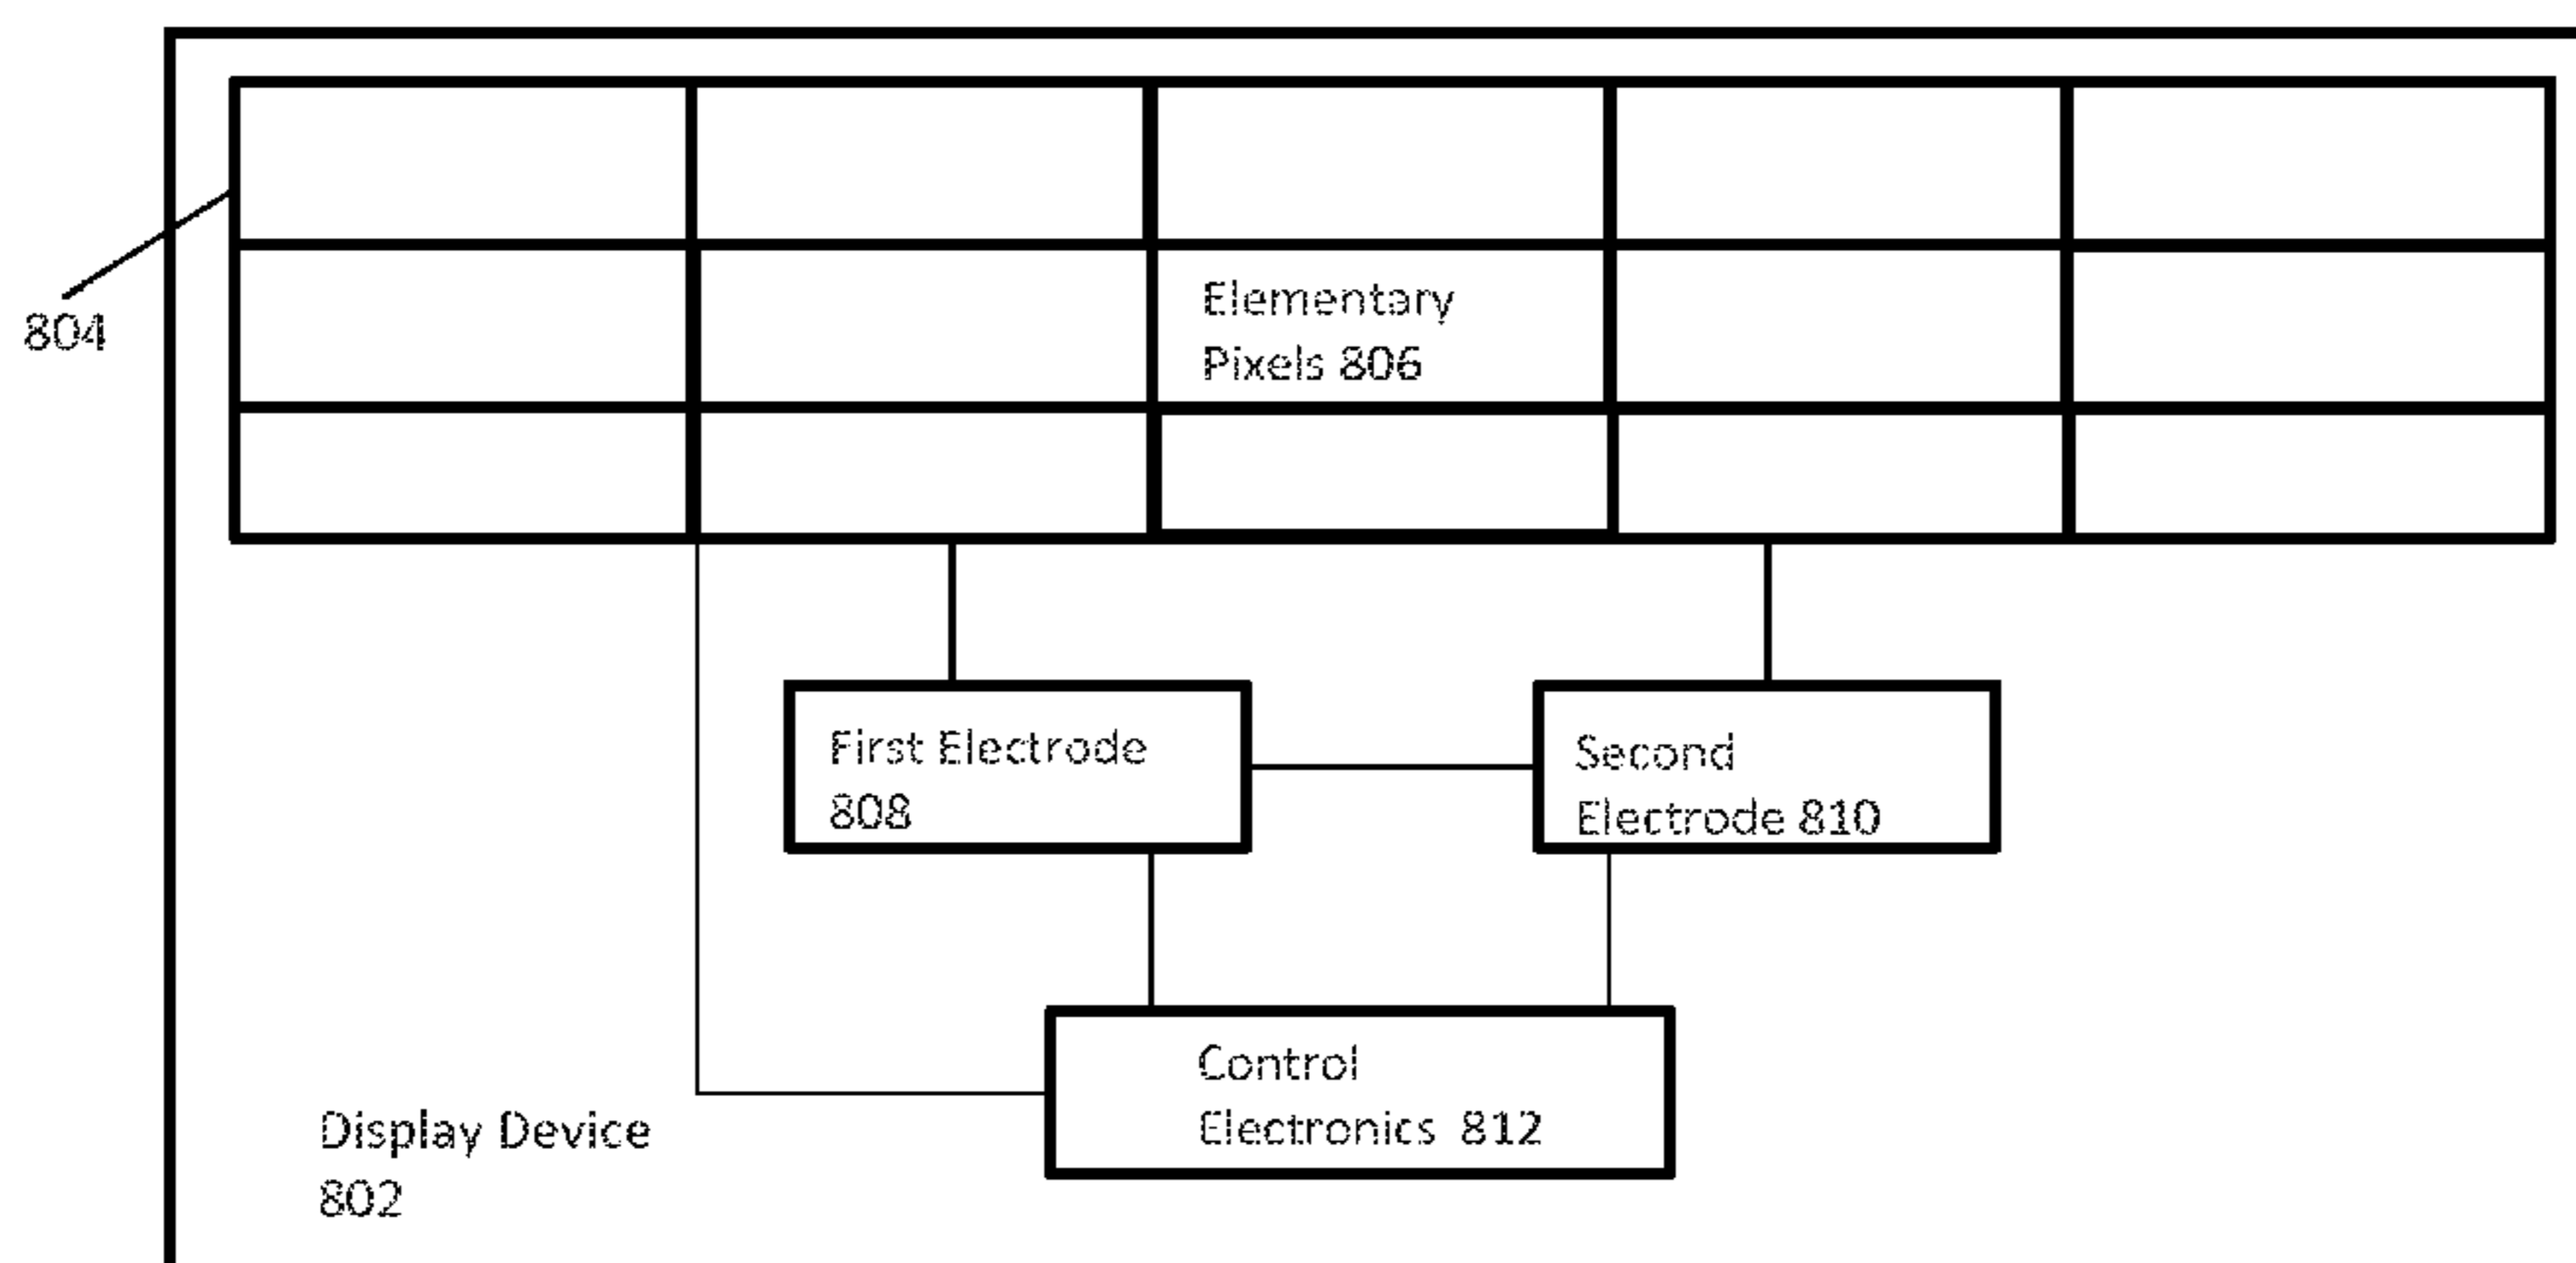 804
Elementary
Pixels 806
First Electrode
808
Second
Electrode 810
Control
Electronics 812
Display Device
802